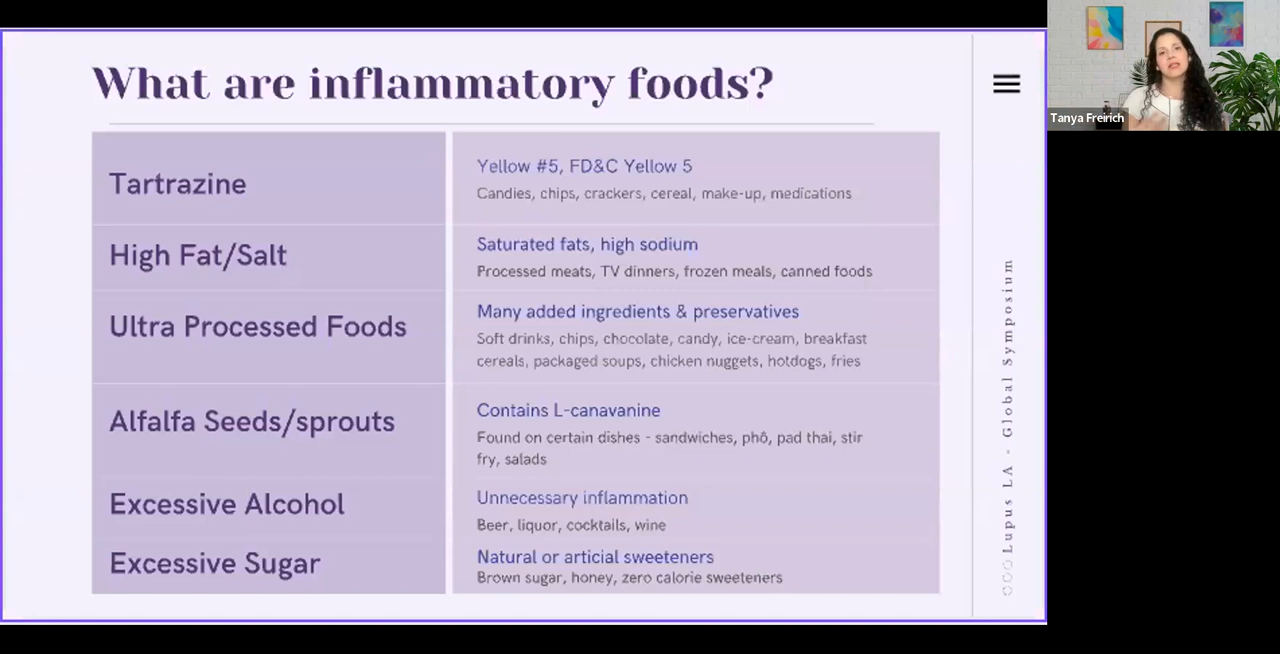 What are inflammatory foods?
Tartrazine
Yellow #5, FD&C Yellow 5
Candies, chips, crackers, cereal, make-up, medications
High Fat/Salt
Saturated fats, high sodium
Processed meats, TV dinners, frozen meals, canned foods
Ultra Processed Foods
Many added ingredients & preservatives
Soft drinks, chips, chocolate, candy, ice-cream, breakfast
cereals, packaged soups, chicken nuggets, hotdogs, fries
Alfalfa Seeds/sprouts
Contains L-canavanine
Found on certain dishes - sandwiches, phô, pad thai, stir
fry, salads
Excessive Alcohol
Unnecessary inflammation
Beer, liquor, cocktails, wine
Excessive Sugar
Natural or articial sweeteners
Brown sugar, honey, zero calorie sweeteners
Lupus LA - Global Symposium
Tanya Freirich